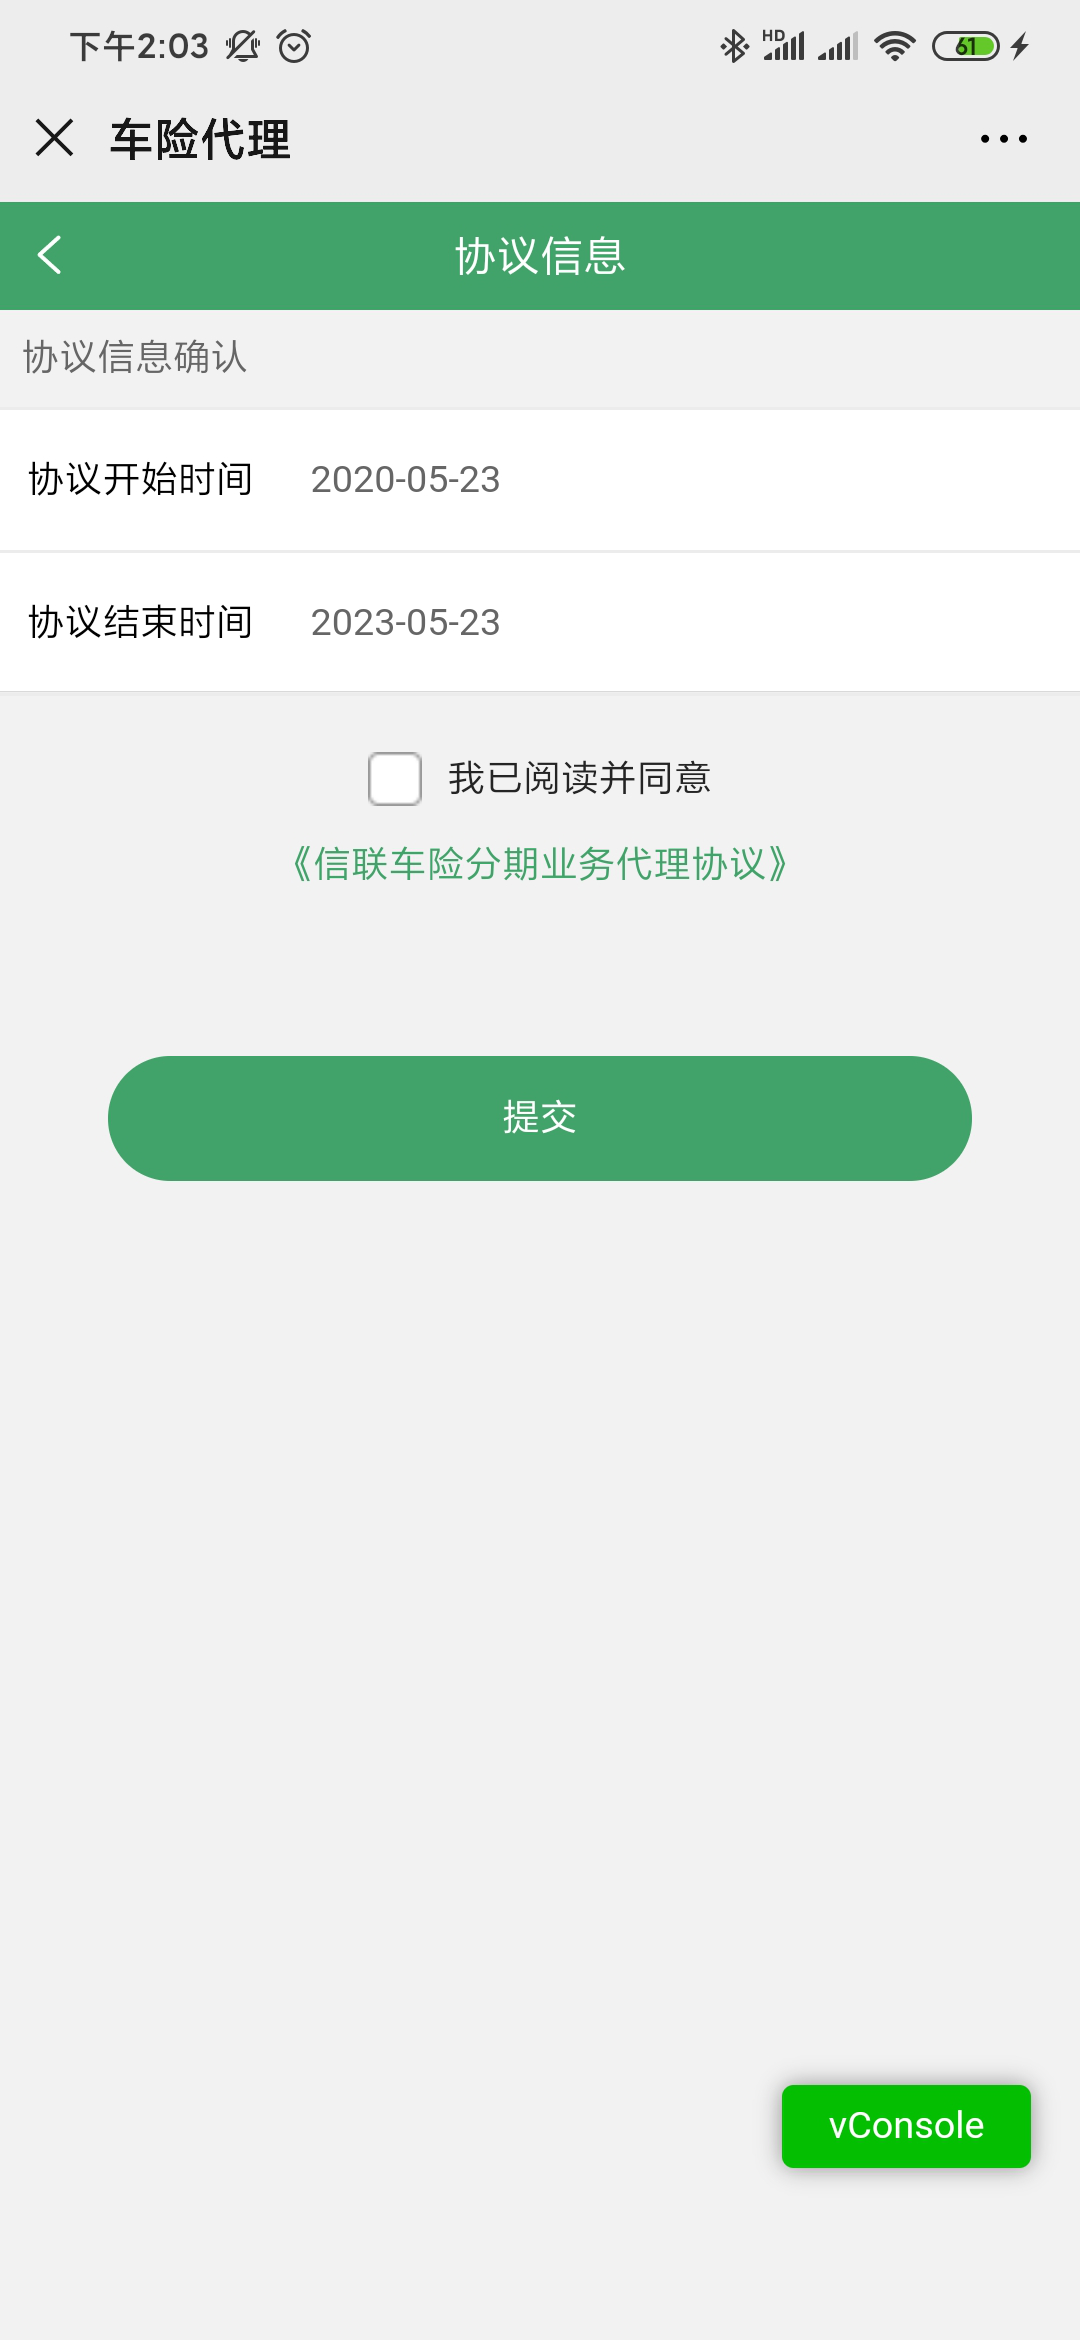 下午2:03 HD 61
车险代理
协议信息
协议信息确认
协议开始时间 2020-05-23
协议结束时间 2023-05-23
我已阅读并同意
《信联车险分期业务代理协议》
提交
vConsole